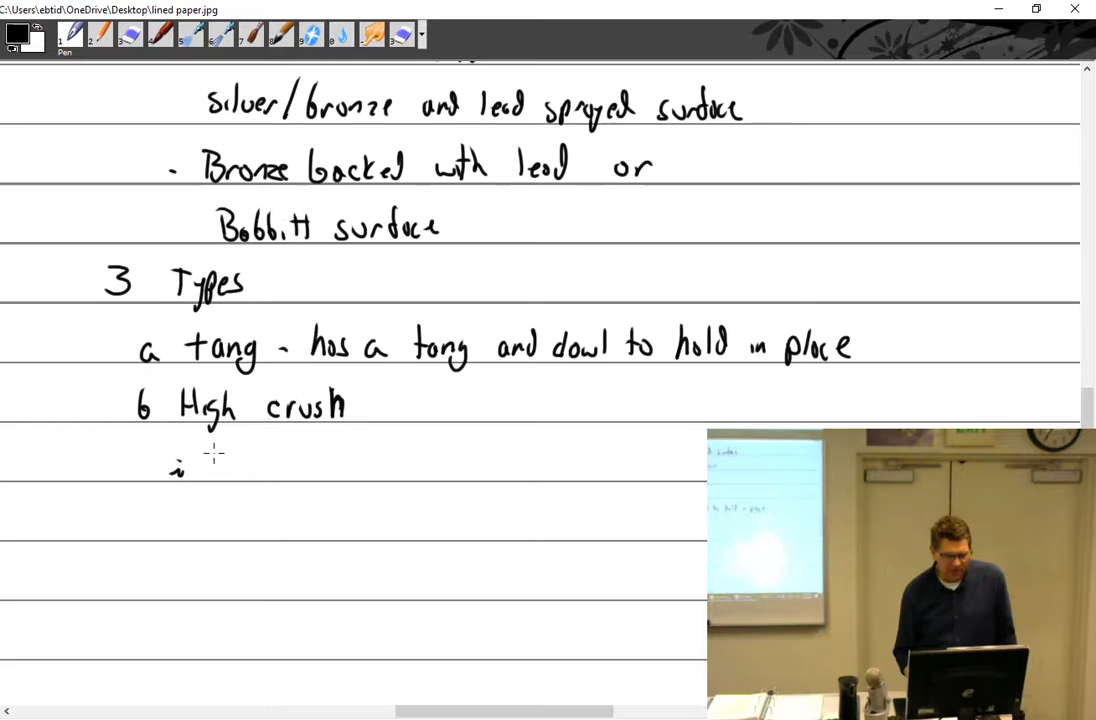 C:\Users\ebtid\OneDrive\Desktop\lined paper.jpg
Pen
silver/bronze and lead sprayed surface
. Bronze backed with lead or
Babbitt surface
3 Types
a tang - has a tang and dowl to hold in place
b High crush
i